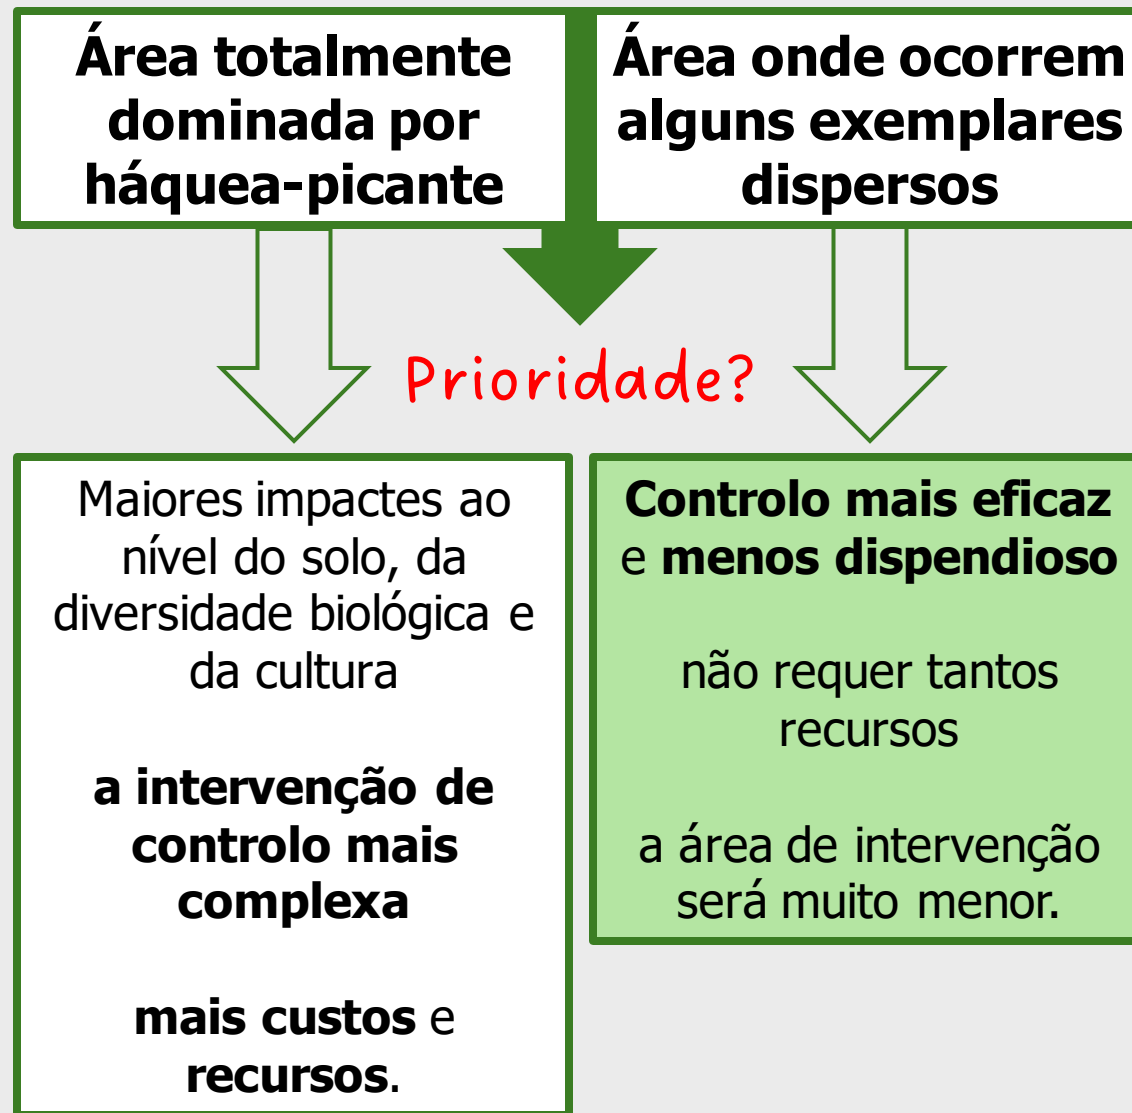 Área totalmente
dominada por
háquea-picante
Área onde ocorrem
alguns exemplares
dispersos
Prioridade?
Maiores impactes ao
nível do solo, da
diversidade biológica e
da cultura
a intervenção de
controlo mais
complexa
mais custos e
recursos.
Controlo mais eficaz
e menos dispendioso
não requer tantos
recursos
a área de intervenção
será muito menor.